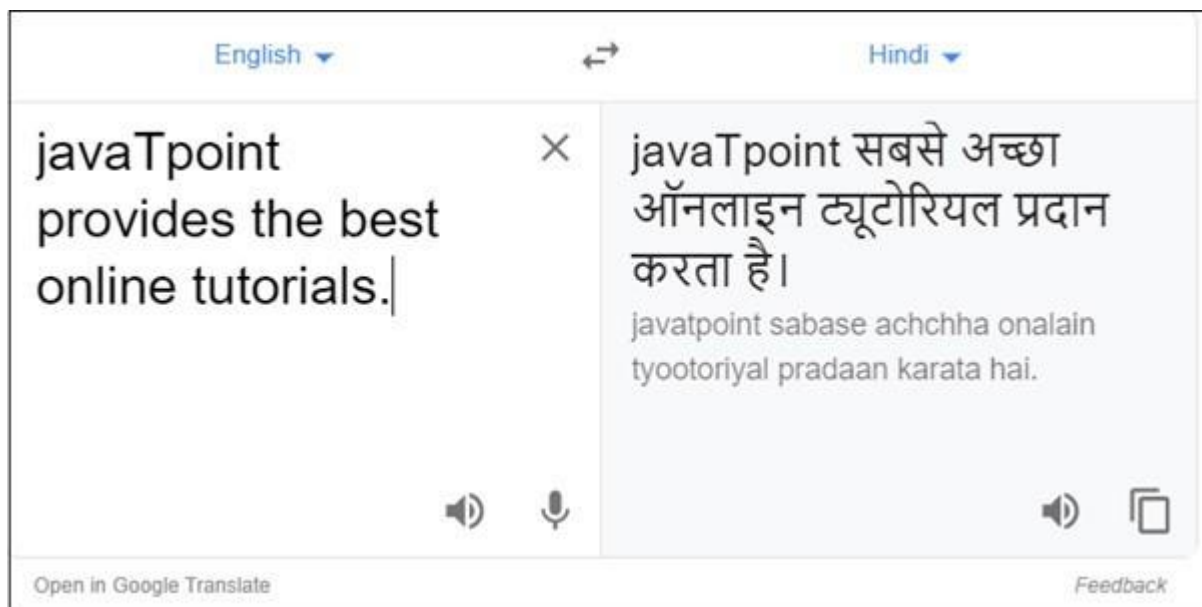 English
Hindi
javaTpoint
provides the best
online tutorials.
javaTpoint सबसे अच्छा
ऑनलाइन ट्यूटोरियल प्रदान
करता है।
javatpoint sabase achchha onalain
tyootoriyal pradaan karata hai.
Open in Google Translate
Feedback